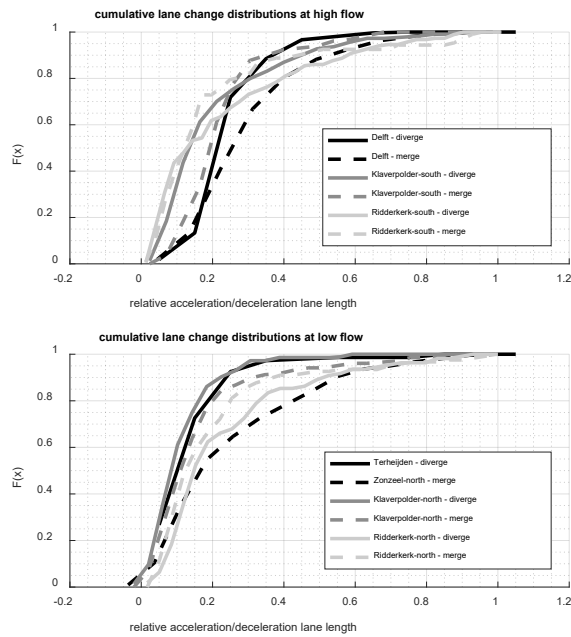 cumulative lane change distributions at high flow
1
0.8
0.6
0.4
0.2
0
F(x)
Delft - diverge
Delft - merge
Klaverpolder-south - diverge
Klaverpolder-south - merge
Ridderkerk-south - diverge
Ridderkerk-south - merge
-0.2 0 0.2 0.4 0.6 0.8 1 1.2
relative acceleration/deceleration lane length
cumulative lane change distributions at low flow
1
0.8
0.6
0.4
0.2
0
F(x)
Terheijden - diverge
Zonzeel-north - merge
Klaverpolder-north - diverge
Klaverpolder-north - merge
Ridderkerk-north - diverge
Ridderkerk-north - merge
-0.2 0 0.2 0.4 0.6 0.8 1 1.2
relative acceleration/deceleration lane length